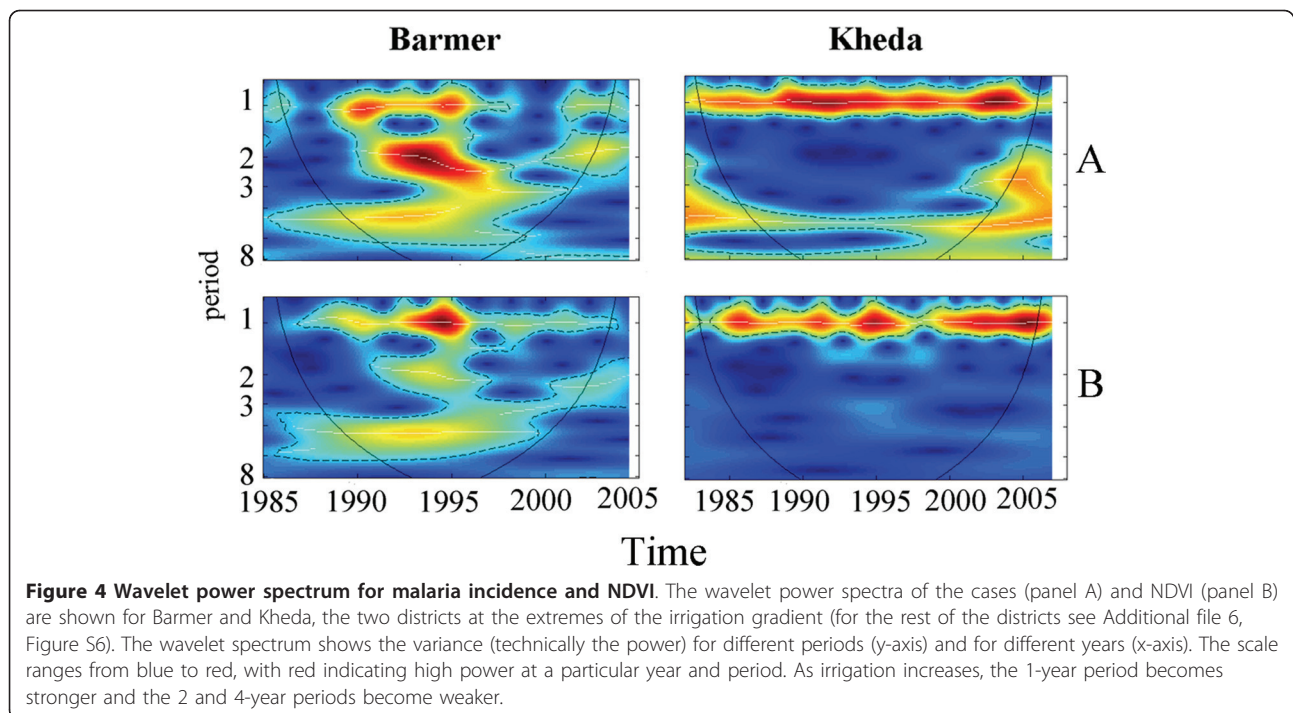 Barmer
Kheda
1
2
3
8
A
period
1
2
3
8
B
1985 1990 1995 2000 2005
1985 1990 1995 2000 2005
Time
Figure 4 Wavelet power spectrum for malaria incidence and NDVI. The wavelet power spectra of the cases (panel A) and NDVI (panel B)
are shown for Barmer and Kheda, the two districts at the extremes of the irrigation gradient (for the rest of the districts see Additional file 6,
Figure S6). The wavelet spectrum shows the variance (technically the power) for different periods (y-axis) and for different years (x-axis). The scale
ranges from blue to red, with red indicating high power at a particular year and period. As irrigation increases, the 1-year period becomes
stronger and the 2 and 4-year periods become weaker.